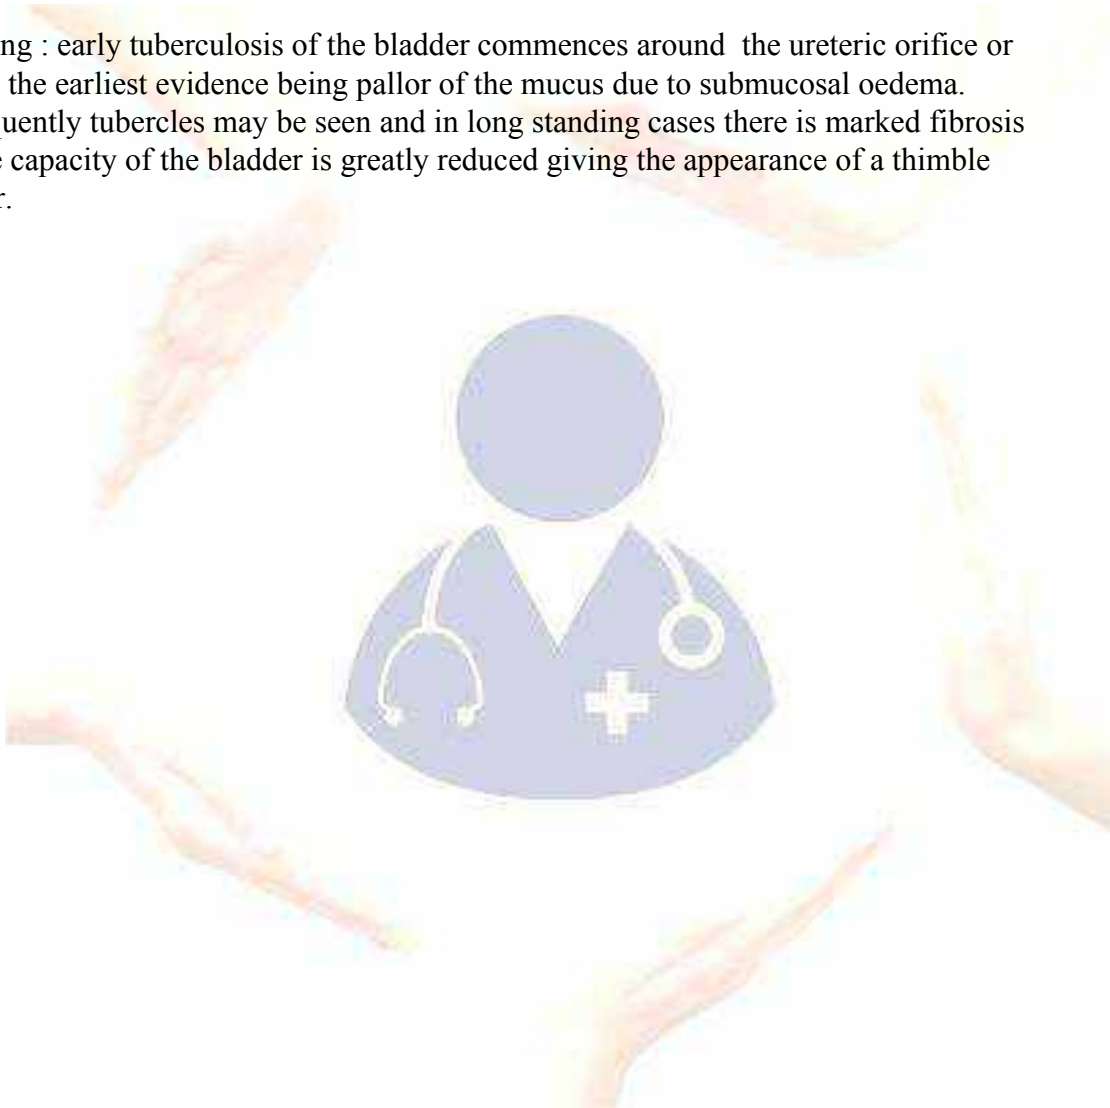 ng : early tuberculosis of the bladder commences around the ureteric orifice or
the earliest evidence being pallor of the mucus due to submucosal oedema.
quently tubercles may be seen and in long standing cases there is marked fibrosis
capacity of the bladder is greatly reduced giving the appearance of a thimble
r.